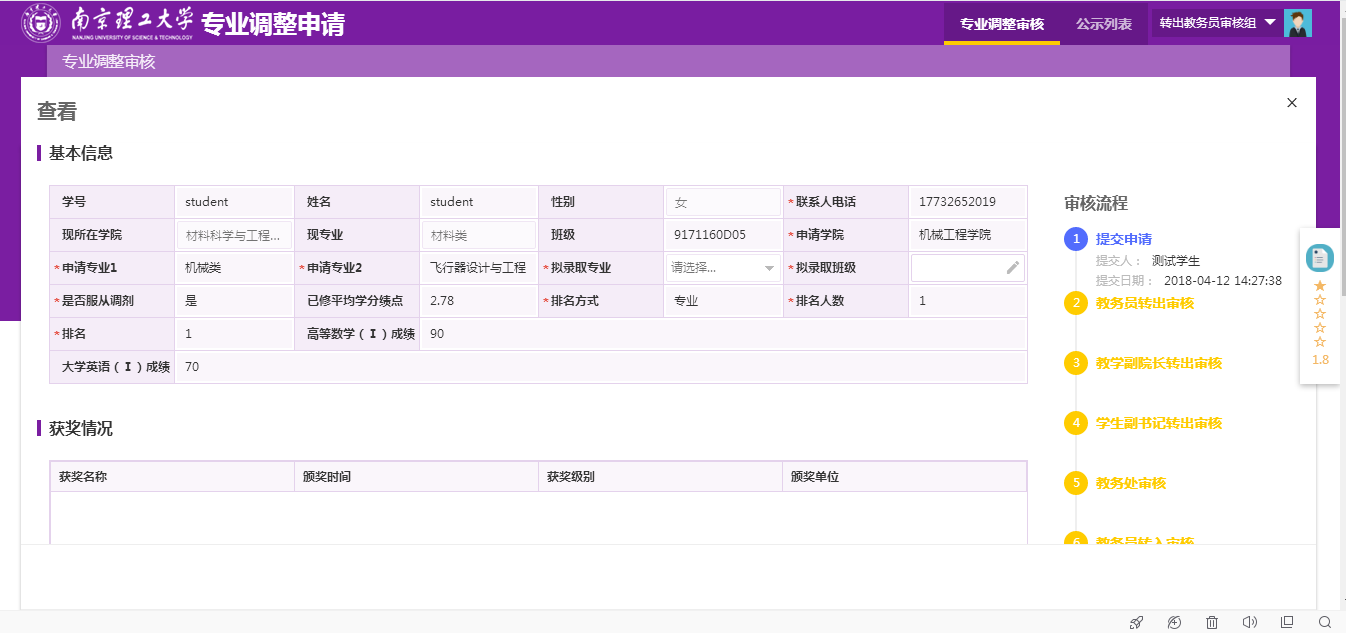 南京理工大学 专业调整申请
NANJING UNIVERSITY OF SCIENCE & TECHNOLOGY
专业调整审核 公示列表 转出教务员审核组
专业调整审核
查看
基本信息
学号 student 姓名 student 性别 女 *联系人电话 17732652019
现所在学院 材料科学与工程... 现专业 材料类 班级 9171160D05 *申请学院 机械工程学院
*申请专业1 机械类 *申请专业2 飞行器设计与工程 *拟录取专业 请选择... *拟录取班级
*是否服从调剂 是 已修平均学分绩点 2.78 *排名方式 专业 *排名人数 1
*排名 1 高等数学（Ⅰ）成绩 90
大学英语（Ⅰ）成绩 70
获奖情况
获奖名称 颁奖时间 获奖级别 颁奖单位
审核流程
1 提交申请
提交人： 测试学生
提交日期： 2018-04-12 14:27:38
2 教务员转出审核
3 教学副院长转出审核
4 学生副书记转出审核
5 教务处审核
6 教务员转入审核
1.8